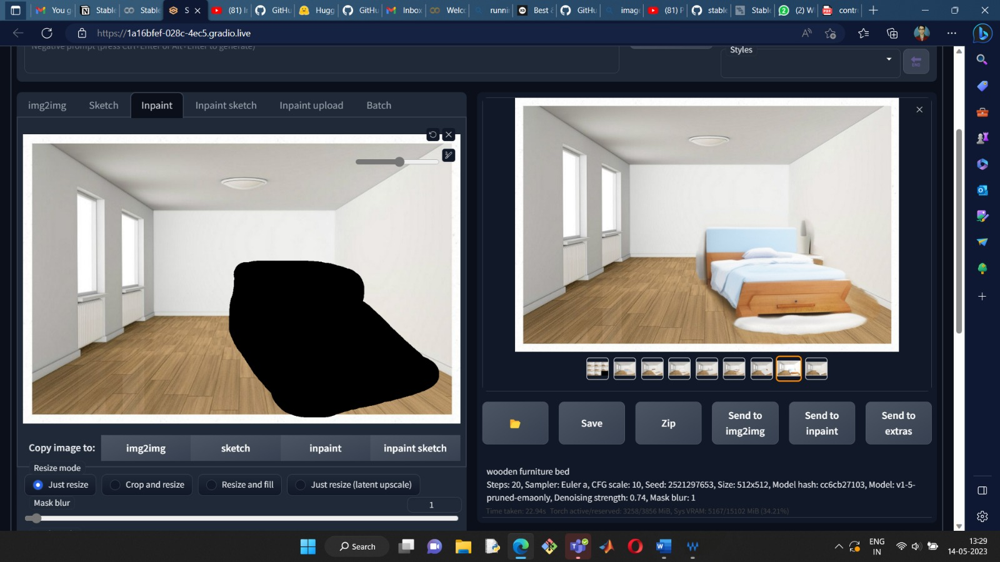 You g
Stable
Stable
S
(81) I
GitHu
Hugg
GitHu
Inbox
Welco
runni
Best &
GitHu
image
(81) P
stable
Stabl
(2) W
contr
https://1a16bfef-028c-4ec5.gradio.live
Negative prompt (press Ctrl+Enter or Alt+Enter to generate)
Styles
END
img2img Sketch Inpaint Inpaint sketch Inpaint upload Batch
Copy image to: img2img sketch inpaint inpaint sketch
Resize mode
Just resize Crop and resize Resize and fill Just resize (latent upscale)
Mask blur
1
Save
Zip
Send to
img2img
Send to
inpaint
Send to
extras
wooden furniture bed
Steps: 20, Sampler: Euler a, CFG scale: 10, Seed: 2521297653, Size: 512x512, Model hash: cc6cb27103, Model: v1-5-
pruned-emaonly, Denoising strength: 0.74, Mask blur: 1
Time taken: 22.94s Torch active/reserved: 3258/3856 MiB, Sys VRAM: 5167/15102 MiB (34.21%)
Search
ENG
IN
13:29
14-05-2023